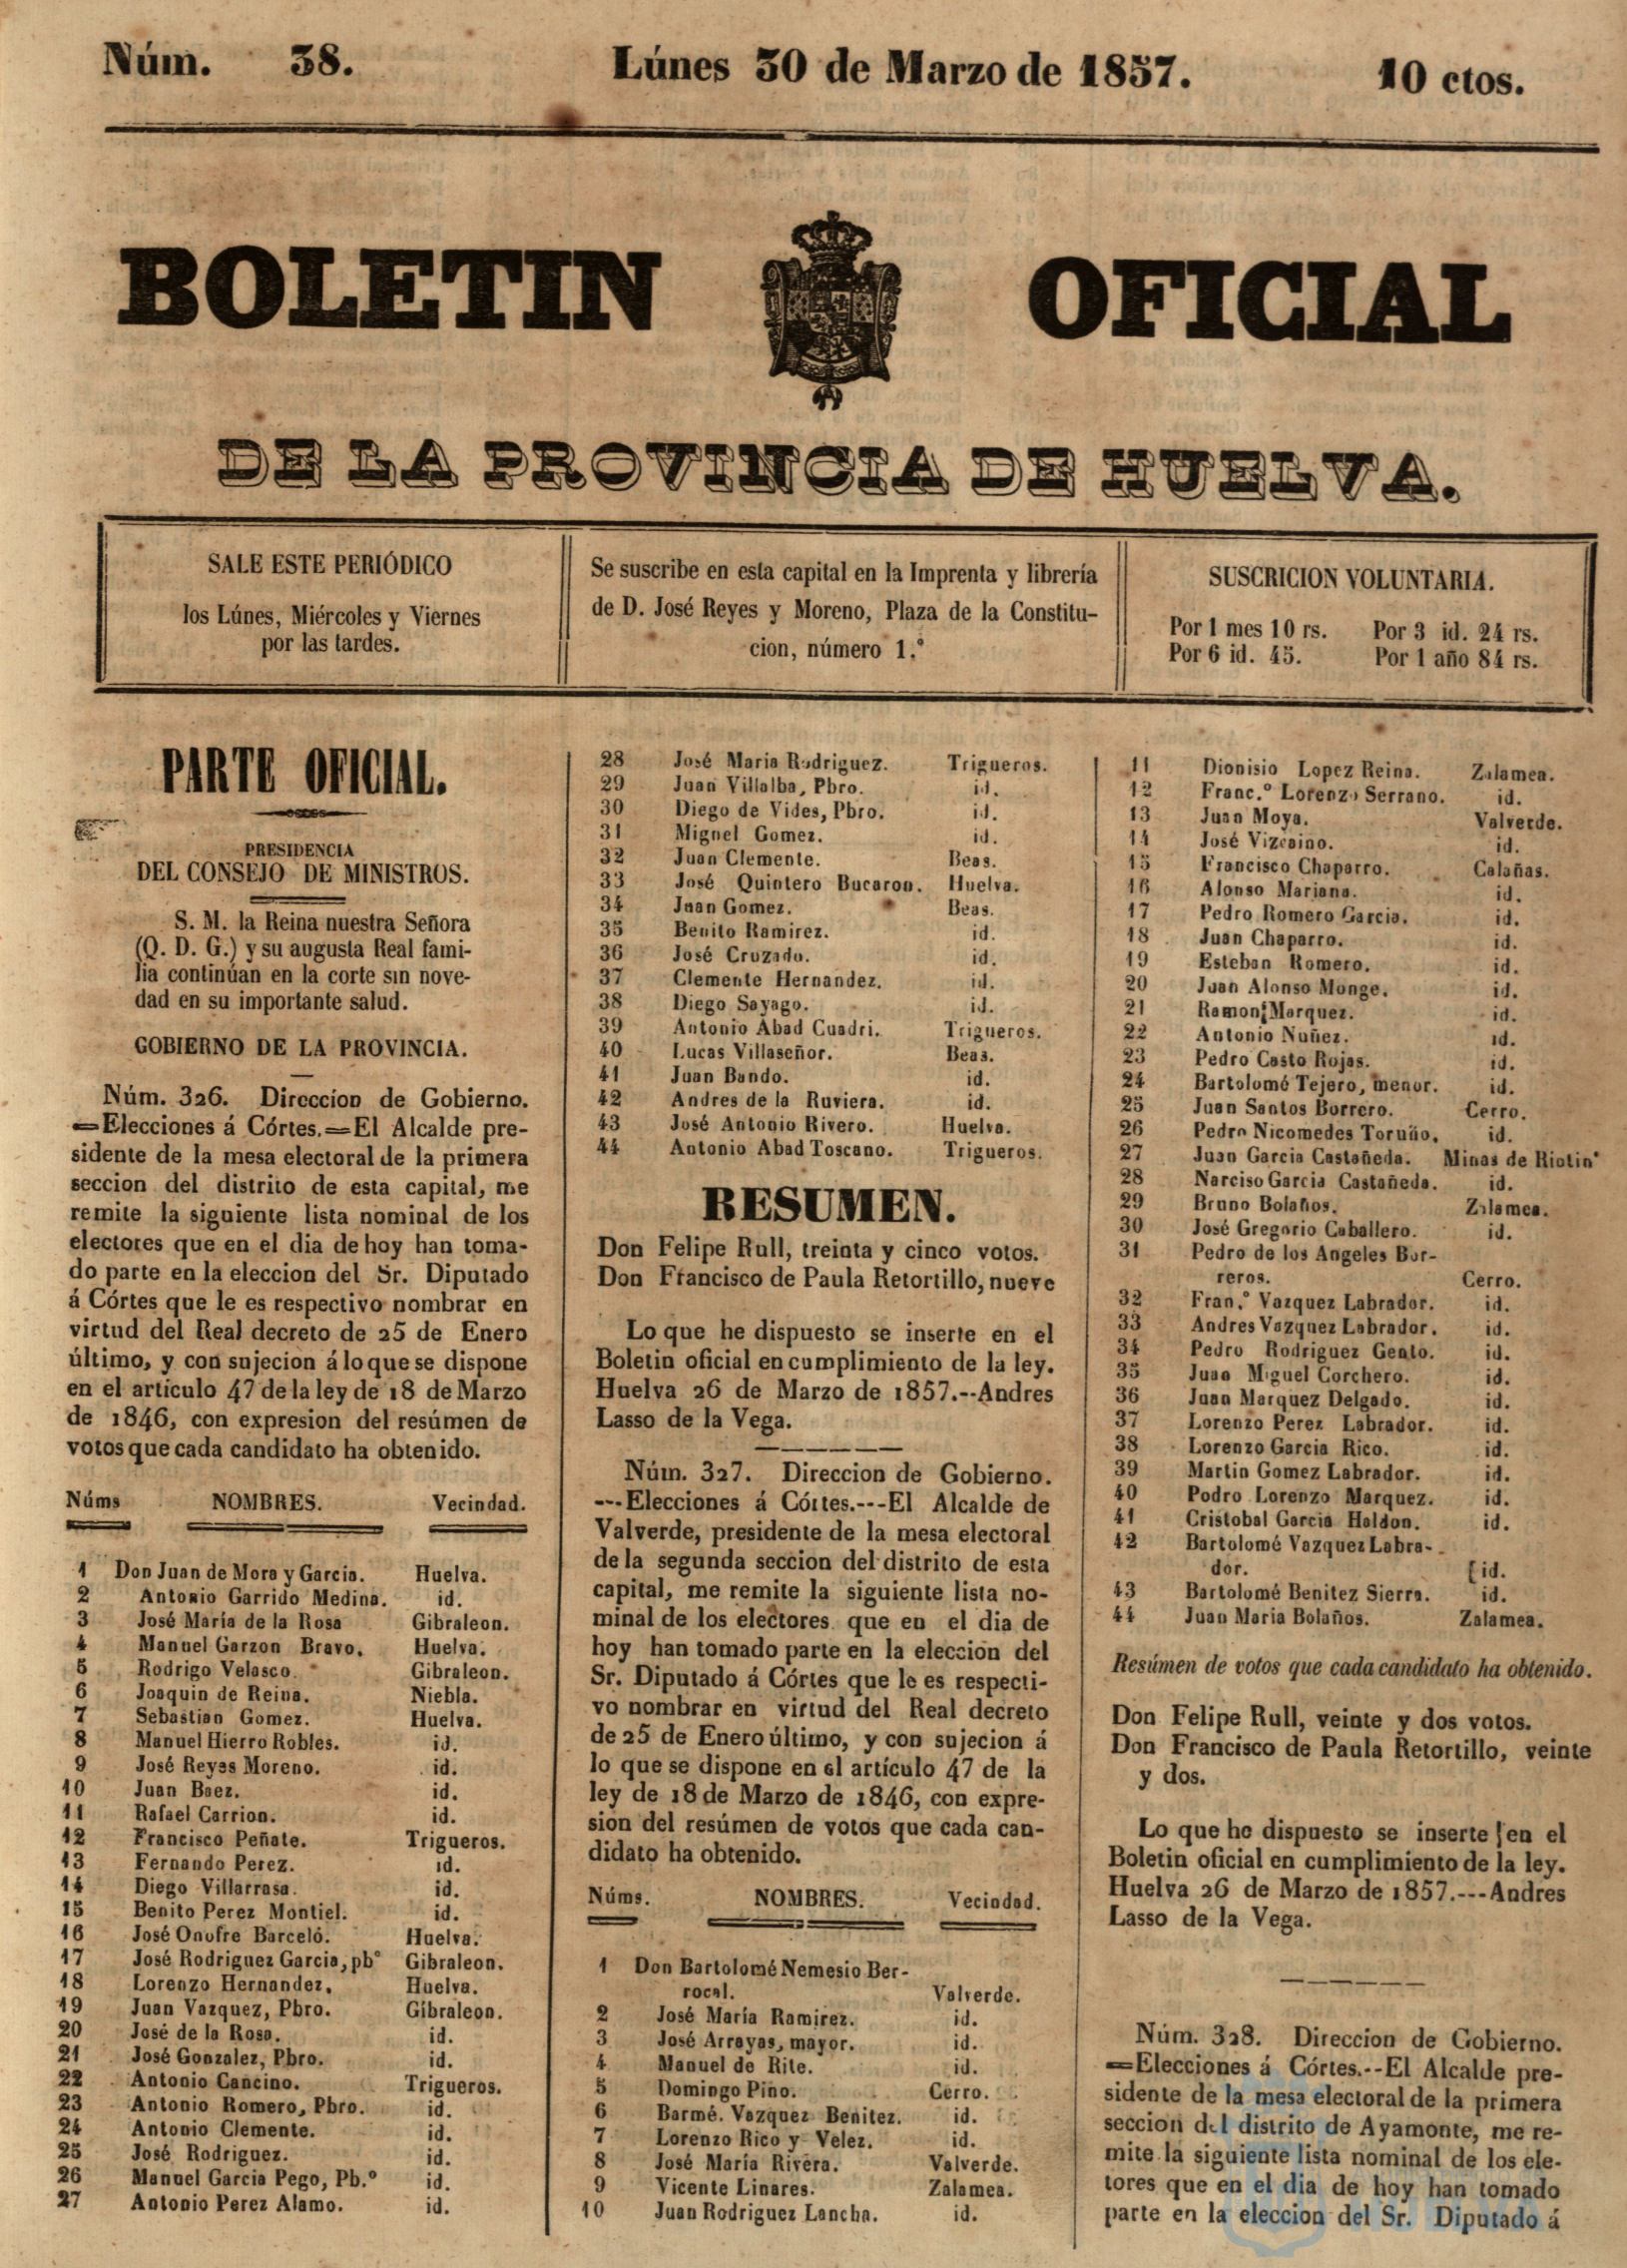 Núm. 38. Lúnes 30 de Marzo de 1857. 10 ctos.
BOLETIN OFICIAL
DE LA PROVINCIA DE HUELVA.
SALE ESTE PERIÓDICO
los Lúnes, Miércoles y Viernes
por las tardes.
Se suscribe en esta capital en la Imprenta y librería
de D. José Reyes y Moreno, Plaza de la Constitu-
cion, número 1.°
SUSCRICION VOLUNTARIA.
Por 1 mes 10 rs. Por 3 id. 24 rs.
Por 6 id. 45. Por 1 año 84 rs.
PARTE OFICIAL.
PRESIDENCIA
DEL CONSEJO DE MINISTROS.
S. M. la Reina nuestra Señora
(Q. D. G.) y su augusta Real fami-
lia continúan en la corte sin nove-
dad en su importante salud.
GOBIERNO DE LA PROVINCIA.
Núm. 326. Direccion de Gobierno.
=Elecciones á Córtes.=El Alcalde pre-
sidente de la mesa electoral de la primera
seccion del distrito de esta capital, me
remite la siguiente lista nominal de los
electores que en el dia de hoy han toma-
do parte en la eleccion del Sr. Diputado
á Córtes que le es respectivo nombrar en
virtud del Real decreto de 25 de Enero
último, y con sujecion á lo que se dispone
en el artículo 47 de la ley de 18 de Marzo
de 1846, con expresion del resúmen de
votos que cada candidato ha obtenido.
Núms NOMBRES. Vecindad.
1 Don Juan de Mora y Garcia. Huelva.
2 Antonio Garrido Medina. id.
3 José María de la Rosa Gibraleon.
4 Manuel Garzon Bravo. Huelva.
5 Rodrigo Velasco. Gibraleon.
6 Joaquin de Reina. Niebla.
7 Sebastian Gomez. Huelva.
8 Manuel Hierro Robles. id.
9 José Reyes Moreno. id.
10 Juan Baez. id.
11 Rafael Carrion. id.
12 Francisco Peñate. Trigueros.
13 Fernando Perez. id.
14 Diego Villarrasa. id.
15 Benito Perez Montiel. id.
16 José Onofre Barceló. Huelva.
17 José Rodriguez Garcia, pb° Gibraleon.
18 Lorenzo Hernandez. Huelva.
19 Juan Vazquez, Pbro. Gibraleon.
20 José de la Rosa. id.
21 José Gonzalez, Pbro. id.
22 Antonio Cancino. Trigueros.
23 Antonio Romero, Pbro. id.
24 Antonio Clemente. id.
25 José Rodriguez. id.
26 Manuel Garcia Pego, Pb.° id.
27 Antonio Perez Alamo. id.
28 José Maria Rodriguez. Trigueros.
29 Juan Villalba, Pbro. id.
30 Diego de Vides, Pbro. id.
31 Mignel Gomez. id.
32 Juan Clemente. Beas.
33 José Quintero Bucaron. Huelva.
34 Juan Gomez. Beas.
35 Benito Ramirez. id.
36 José Cruzado. id.
37 Clemente Hernandez. id.
38 Diego Sayago. id.
39 Antonio Abad Cuadri. Trigueros.
40 Lucas Villaseñor. Beas.
41 Juan Bando. id.
42 Andres de la Ruviera. id.
43 José Antonio Rivero. Huelva.
44 Antonio Abad Toscano. Trigueros.
RESUMEN.
Don Felipe Rull, treinta y cinco votos.
Don Francisco de Paula Retortillo, nueve
Lo que he dispuesto se inserte en el
Boletin oficial en cumplimiento de la ley.
Huelva 26 de Marzo de 1857.--Andres
Lasso de la Vega.
Núm. 327. Direccion de Gobierno.
---Elecciones á Córtes.---El Alcalde de
Valverde, presidente de la mesa electoral
de la segunda seccion del distrito de esta
capital, me remite la siguiente lista no-
minal de los electores que en el dia de
hoy han tomado parte en la eleccion del
Sr. Diputado á Córtes que le es respecti-
vo nombrar en virtud del Real decreto
de 25 de Enero último, y con sujecion á
lo que se dispone en el artículo 47 de la
ley de 18 de Marzo de 1846, con expre-
sion del resúmen de votos que cada can-
didato ha obtenido.
Núms. NOMBRES. Vecindad.
1 Don Bartolomé Nemesio Ber-
rocal. Valverde.
2 José María Ramirez. id.
3 José Arrayas, mayor. id.
4 Manuel de Rite. id.
5 Domingo Pino. Cerro.
6 Barmé. Vazquez Benitez. id.
7 Lorenzo Rico y Velez. id.
8 José María Rivera. Valverde.
9 Vicente Linares. Zalamea.
10 Juan Rodriguez Lancha. id.
11 Dionisio Lopez Reina. Zalamea.
12 Franc.° Lorenzo Serrano. id.
13 Juan Moya. Valverde.
14 José Vizcaino. id.
15 Francisco Chaparro. Calañas.
16 Alonso Mariano. id.
17 Pedro Romero Garcia. id.
18 Juan Chaparro. id.
19 Esteban Romero. id.
20 Juan Alonso Monge. id.
21 Ramon Marquez. id.
22 Antonio Nuñez. id.
23 Pedro Casto Rojas. id.
24 Bartolomé Tejero, menor. id.
25 Juan Santos Borrero. Cerro.
26 Pedro Nicomedes Toruño. id.
27 Juan Garcia Castañeda. Minas de Riotin'
28 Narciso Garcia Castañeda. id.
29 Bruno Bolaños. Zalamea.
30 José Gregorio Caballero. id.
31 Pedro de los Angeles Bor-
reros. Cerro.
32 Fran.° Vazquez Labrador. id.
33 Andres Vazquez Labrador. id.
34 Pedro Rodriguez Gento. id.
35 Juan Miguel Corchero. id.
36 Juan Marquez Delgado. id.
37 Lorenzo Perez Labrador. id.
38 Lorenzo Garcia Rico. id.
39 Martin Gomez Labrador. id.
40 Podro Lorenzo Marquez. id.
41 Cristobal Garcia Haldon. id.
42 Bartolomé Vazquez Labra-
dor. id.
43 Bartolomé Benitez Sierra. id.
44 Juan Maria Bolaños. Zalamea.
Resúmen de votos que cada candidato ha obtenido.
Don Felipe Rull, veinte y dos votos.
Don Francisco de Paula Retortillo, veinte
y dos.
Lo que he dispuesto se inserte en el
Boletin oficial en cumplimiento de la ley.
Huelva 26 de Marzo de 1857.---Andres
Lasso de la Vega.
Núm. 328. Direccion de Gobierno.
=Elecciones á Córtes.--El Alcalde pre-
sidente de la mesa electoral de la primera
seccion del distrito de Ayamonte, me re-
mite la siguiente lista nominal de los ele-
tores que en el dia de hoy han tomado
parte en la eleccion del Sr. Diputado á